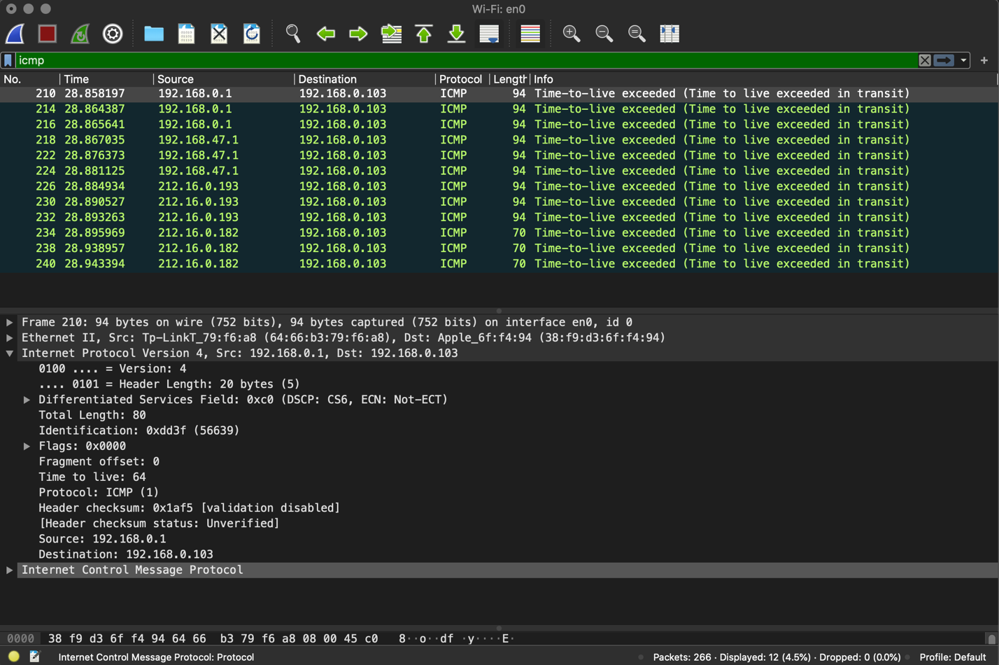 Wi-Fi: en0
icmp
No. Time Source Destination Protocol Length Info
210 28.858197 192.168.0.1 192.168.0.103 ICMP 94 Time-to-live exceeded (Time to live exceeded in transit)
214 28.864387 192.168.0.1 192.168.0.103 ICMP 94 Time-to-live exceeded (Time to live exceeded in transit)
216 28.865641 192.168.0.1 192.168.0.103 ICMP 94 Time-to-live exceeded (Time to live exceeded in transit)
218 28.867035 192.168.47.1 192.168.0.103 ICMP 94 Time-to-live exceeded (Time to live exceeded in transit)
222 28.876373 192.168.47.1 192.168.0.103 ICMP 94 Time-to-live exceeded (Time to live exceeded in transit)
224 28.881125 192.168.47.1 192.168.0.103 ICMP 94 Time-to-live exceeded (Time to live exceeded in transit)
226 28.884934 212.16.0.193 192.168.0.103 ICMP 94 Time-to-live exceeded (Time to live exceeded in transit)
230 28.890527 212.16.0.193 192.168.0.103 ICMP 94 Time-to-live exceeded (Time to live exceeded in transit)
232 28.893263 212.16.0.193 192.168.0.103 ICMP 94 Time-to-live exceeded (Time to live exceeded in transit)
234 28.895969 212.16.0.182 192.168.0.103 ICMP 70 Time-to-live exceeded (Time to live exceeded in transit)
238 28.938957 212.16.0.182 192.168.0.103 ICMP 70 Time-to-live exceeded (Time to live exceeded in transit)
240 28.943394 212.16.0.182 192.168.0.103 ICMP 70 Time-to-live exceeded (Time to live exceeded in transit)
Frame 210: 94 bytes on wire (752 bits), 94 bytes captured (752 bits) on interface en0, id 0
Ethernet II, Src: Tp-LinkT_79:f6:a8 (64:66:b3:79:f6:a8), Dst: Apple_6f:f4:94 (38:f9:d3:6f:f4:94)
Internet Protocol Version 4, Src: 192.168.0.1, Dst: 192.168.0.103
0100 .... = Version: 4
.... 0101 = Header Length: 20 bytes (5)
Differentiated Services Field: 0xc0 (DSCP: CS6, ECN: Not-ECT)
Total Length: 80
Identification: 0xdd3f (56639)
Flags: 0x0000
Fragment offset: 0
Time to live: 64
Protocol: ICMP (1)
Header checksum: 0x1af5 [validation disabled]
[Header checksum status: Unverified]
Source: 192.168.0.1
Destination: 192.168.0.103
Internet Control Message Protocol
0000 38 f9 d3 6f f4 94 64 66 b3 79 f6 a8 08 00 45 c0 8··o··df ·y····E·
Internet Control Message Protocol: Protocol Packets: 266 · Displayed: 12 (4.5%) · Dropped: 0 (0.0%) Profile: Default